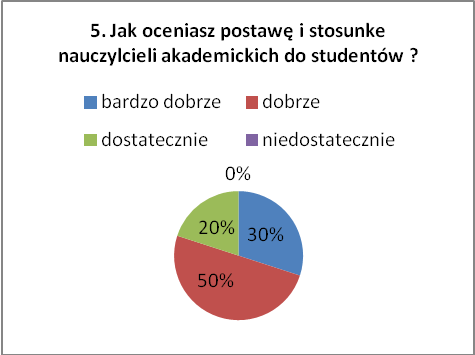 5. Jak oceniasz postawę i stosunke
nauczylcieli akademickich do studentów ?
bardzo dobrze dobrze
dostatecznie niedostatecznie
0%
20% 30%
50%